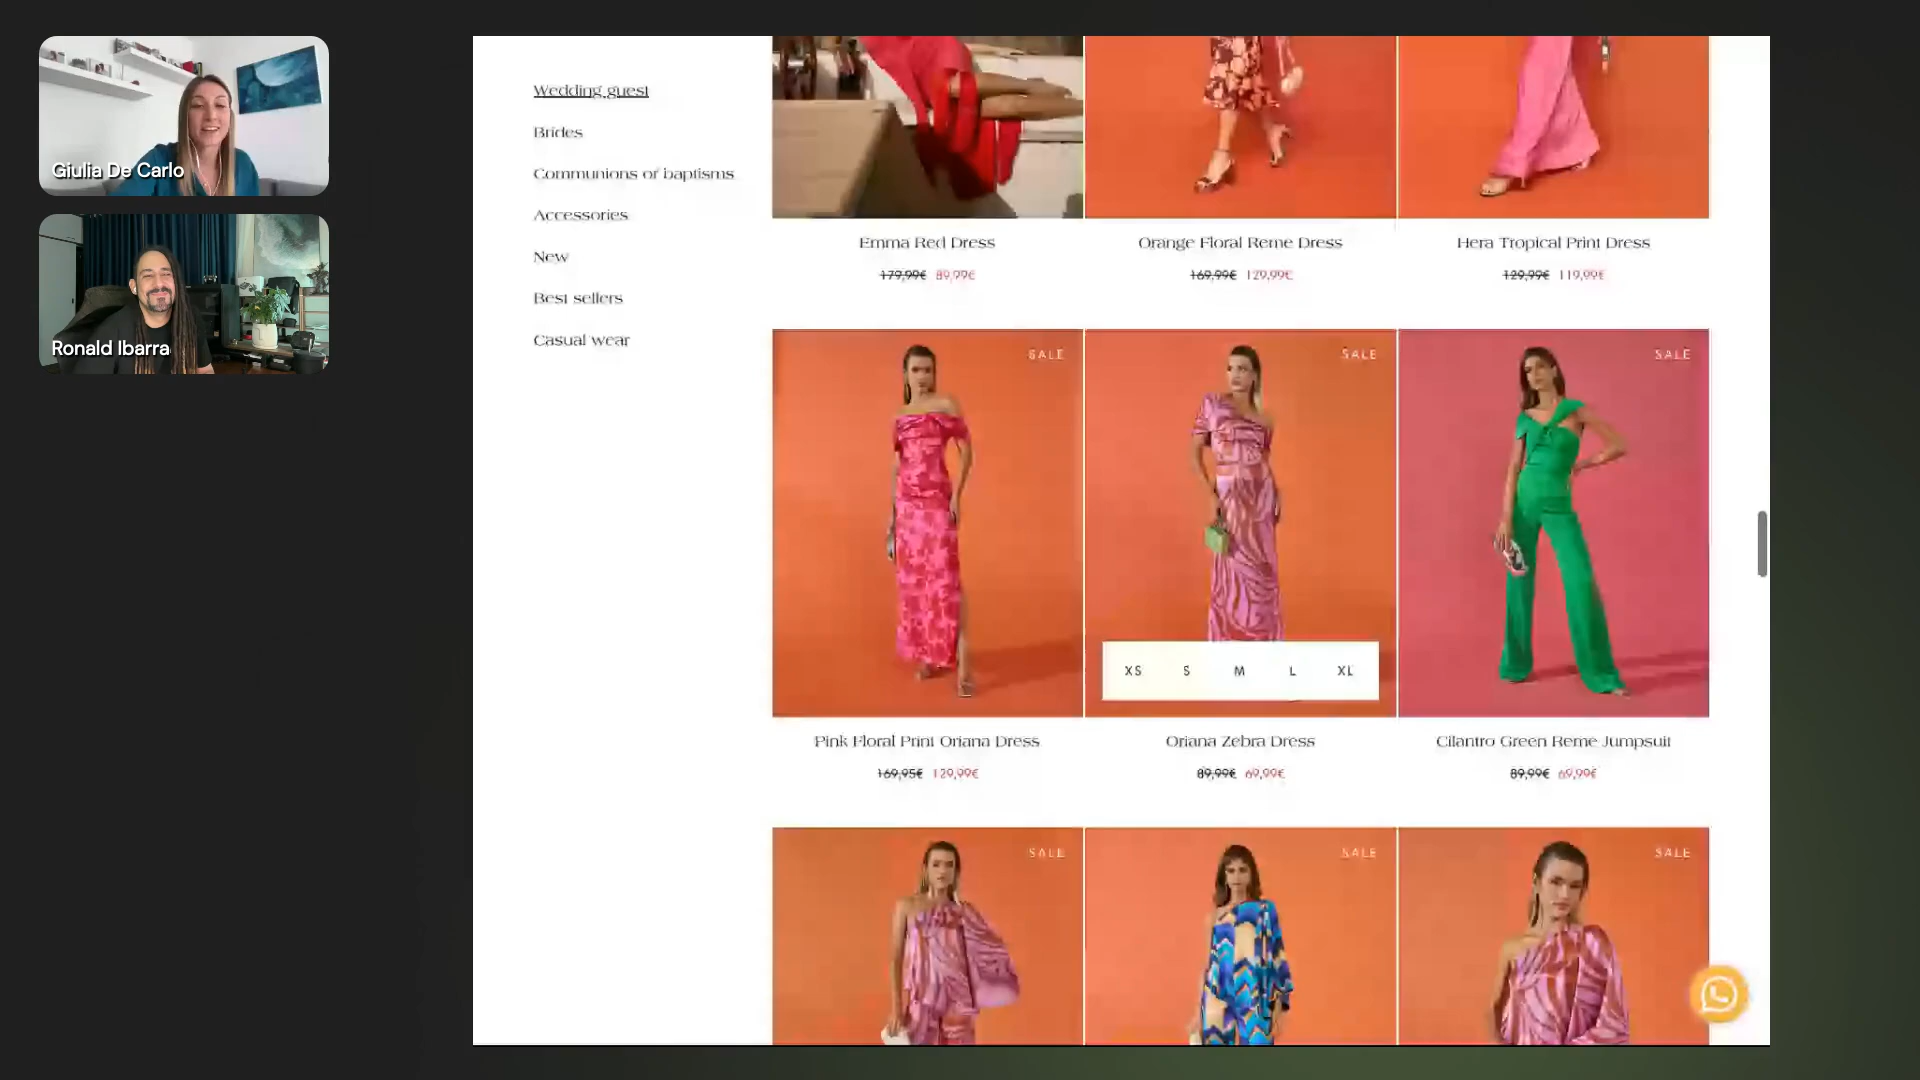 Giulia De Carlo
Ronald Ibarra
Wedding guest
Brides
Communions or baptisms
Accessories
New
Best sellers
Casual wear
Emma Red Dress
179,99€ 89,99€
Orange Floral Reme Dress
169,99€ 129,99€
Hera Tropical Print Dress
129,99€ 119,99€
SALE
SALE
SALE
XS S M L XL
Pink Floral Print Oriana Dress
169,95€ 129,99€
Oriana Zebra Dress
89,99€ 69,99€
Cilantro Green Reme Jumpsuit
89,99€ 69,99€
SALE
SALE
SALE